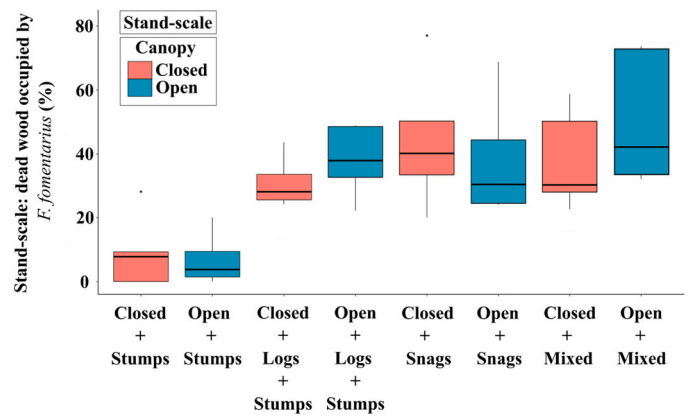 Stand-scale: dead wood occupied by
F. fomentarius (%)
80
60
40
20
0
Stand-scale
Canopy
Closed
Open
Closed
+
Stumps
Open
+
Stumps
Closed
+
Logs
+
Stumps
Open
+
Logs
+
Stumps
Closed
+
Snags
Open
+
Snags
Closed
+
Mixed
Open
+
Mixed